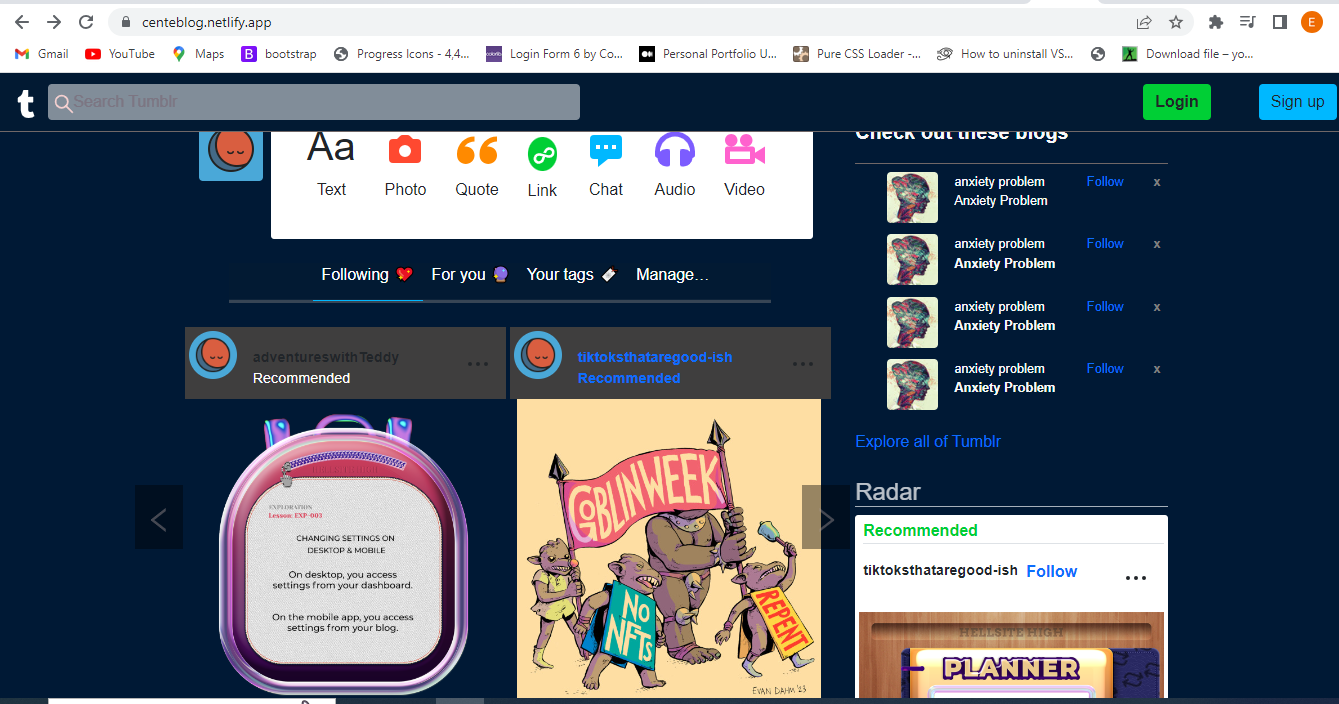 centeblog.netlify.app
E
Gmail
YouTube
Maps
B bootstrap
Progress Icons - 4,4...
Login Form 6 by Co...
Personal Portfolio U...
Pure CSS Loader -...
How to uninstall VS...
Download file – yo...
t
Search Tumblr
Login
Sign up
Aa
Text
Photo
Quote
Link
Chat
Audio
Video
Following
For you
Your tags
Manage...
adventureswithTeddy
Recommended
EXPLORATION
Lesson: EXP-003
CHANGING SETTINGS ON
DESKTOP & MOBILE
On desktop, you access
settings from your dashboard.
On the mobile app, you access
settings from your blog.
tiktoksthataregood-ish
Recommended
GOBLINWEEK
NO
NFTs
REPENT
EVAN DAHM '23
Check out these blogs
anxiety problem Follow x
Anxiety Problem
anxiety problem Follow x
Anxiety Problem
anxiety problem Follow x
Anxiety Problem
anxiety problem Follow x
Anxiety Problem
Explore all of Tumblr
Radar
Recommended
tiktoksthataregood-ish Follow
HELLSITE HIGH
PLANNER